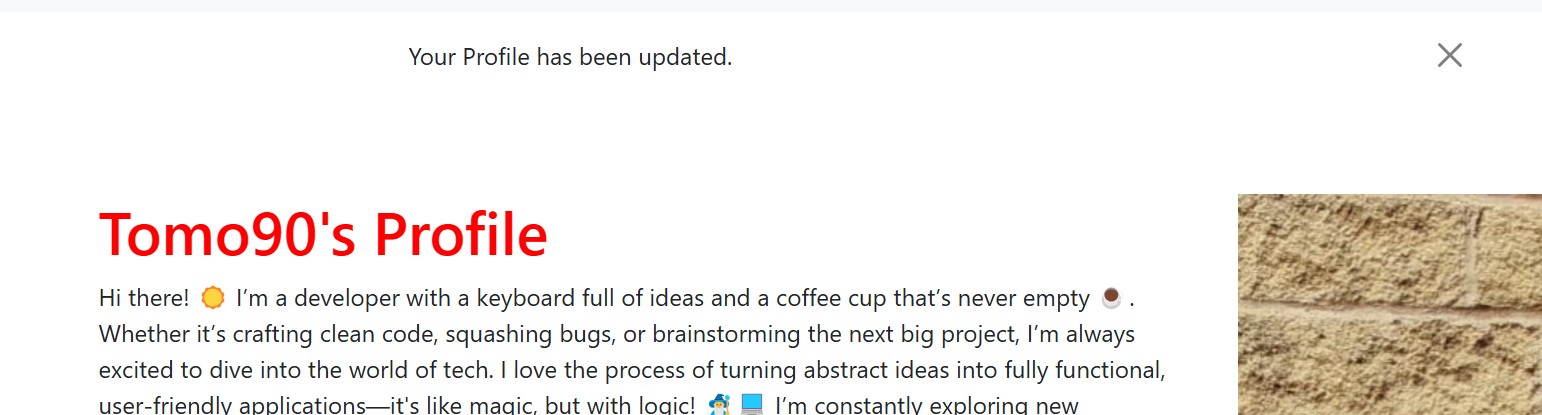 Your Profile has been updated.
Tomo90's Profile
Hi there! 🌞 I’m a developer with a keyboard full of ideas and a coffee cup that’s never empty ☕ .
Whether it’s crafting clean code, squashing bugs, or brainstorming the next big project, I’m always
excited to dive into the world of tech. I love the process of turning abstract ideas into fully functional,
user-friendly applications—it's like magic, but with logic! 🧙‍♂️ 💻 I’m constantly exploring new